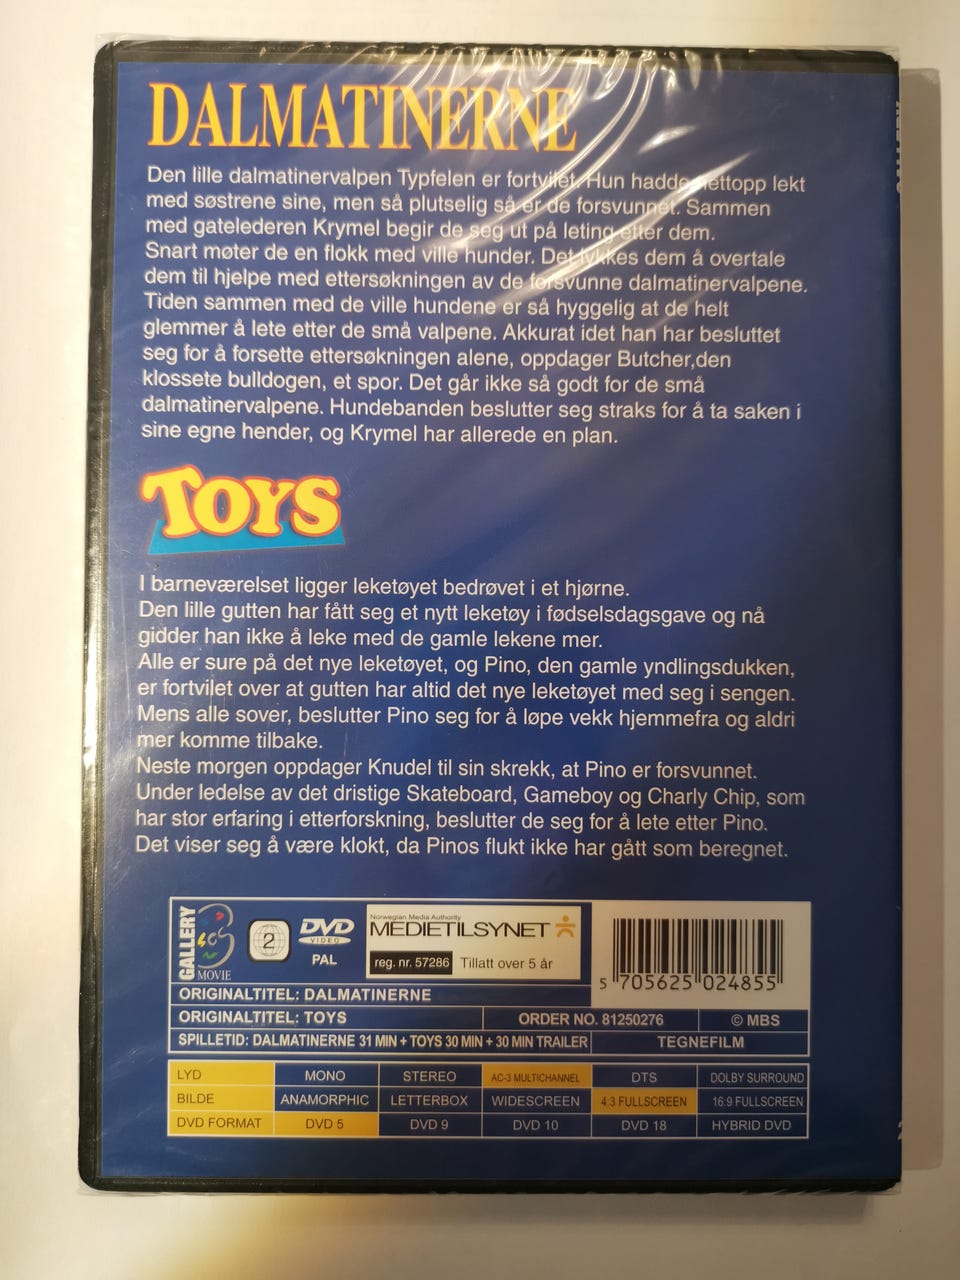 DALMATINERNE
Den lille dalmatinervalpen Typfelen er fortvilet. Hun hadde nettopp lekt
med søstrene sine, men så plutselig så er de forsvunnet. Sammen
med gatelederen Krymel begir de seg ut på leting etter dem.
Snart møter de en flokk med ville hunder. Det lykkes dem å overtale
dem til hjelpe med ettersøkningen av de forsvunne dalmatinervalpene.
Tiden sammen med de ville hundene er så hyggelig at de helt
glemmer å lete etter de små valpene. Akkurat idet han har besluttet
seg for å forsette ettersøkningen alene, oppdager Butcher,den
klossete bulldogen, et spor. Det går ikke så godt for de små
dalmatinervalpene. Hundebanden beslutter seg straks for å ta saken i
sine egne hender, og Krymel har allerede en plan.
TOYS
I barneværelset ligger leketøyet bedrøvet i et hjørne.
Den lille gutten har fått seg et nytt leketøy i fødselsdagsgave og nå
gidder han ikke å leke med de gamle lekene mer.
Alle er sure på det nye leketøyet, og Pino, den gamle yndlingsdukken,
er fortvilet over at gutten har altid det nye leketøyet med seg i sengen.
Mens alle sover, beslutter Pino seg for å løpe vekk hjemmefra og aldri
mer komme tilbake.
Neste morgen oppdager Knudel til sin skrekk, at Pino er forsvunnet.
Under ledelse av det dristige Skateboard, Gameboy og Charly Chip, som
har stor erfaring i etterforskning, beslutter de seg for å lete etter Pino.
Det viser seg å være klokt, da Pinos flukt ikke har gått som beregnet.
GALLERY
MOVIE
2
DVD
VIDEO
PAL
Norwegian Media Authority
MEDIETILSYNET
reg. nr. 57286 Tillatt over 5 år
5 705625 024855
ORIGINALTITEL: DALMATINERNE
ORIGINALTITEL: TOYS ORDER NO. 81250276 © MBS
SPILLETID: DALMATINERNE 31 MIN + TOYS 30 MIN + 30 MIN TRAILER TEGNEFILM
LYD MONO STEREO AC-3 MULTICHANNEL DTS DOLBY SURROUND
BILDE ANAMORPHIC LETTERBOX WIDESCREEN 4:3 FULLSCREEN 16:9 FULLSCREEN
DVD FORMAT DVD 5 DVD 9 DVD 10 DVD 18 HYBRID DVD